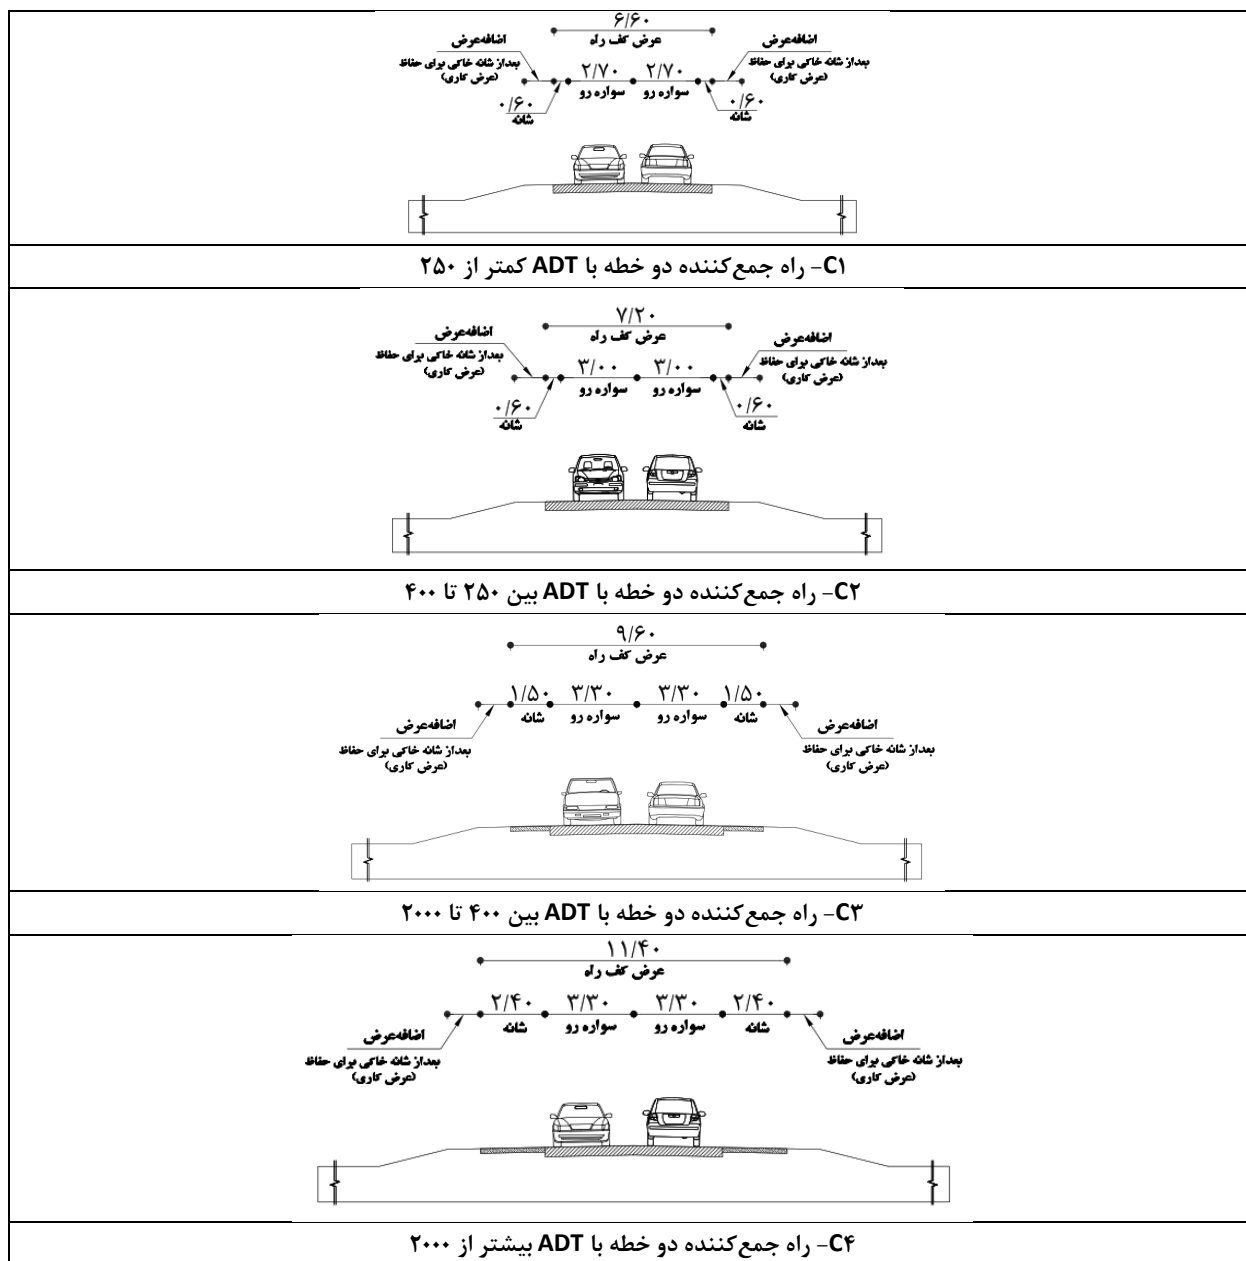 ۶/۶۰
عرض کف راه
اضافه‌عرض
اضافه‌عرض
بعداز شانه خاکی برای حفاظ
(عرض کاری)
بعداز شانه خاکی برای حفاظ
(عرض کاری)
۲/۷۰
۲/۷۰
سواره رو
سواره رو
۰/۶۰
شانه
۰/۶۰
شانه
C۱- راه جمع‌کننده دو خطه با ADT کمتر از ۲۵۰
۷/۲۰
عرض کف راه
اضافه‌عرض
اضافه‌عرض
بعداز شانه خاکی برای حفاظ
(عرض کاری)
بعداز شانه خاکی برای حفاظ
(عرض کاری)
۳/۰۰
۳/۰۰
سواره رو
سواره رو
۰/۶۰
شانه
۰/۶۰
شانه
C۲- راه جمع‌کننده دو خطه با ADT بین ۲۵۰ تا ۴۰۰
۹/۶۰
عرض کف راه
۱/۵۰
۳/۳۰
۳/۳۰
۱/۵۰
شانه
سواره رو
سواره رو
شانه
اضافه‌عرض
اضافه‌عرض
بعداز شانه خاکی برای حفاظ
(عرض کاری)
بعداز شانه خاکی برای حفاظ
(عرض کاری)
C۳- راه جمع‌کننده دو خطه با ADT بین ۴۰۰ تا ۲۰۰۰
۱۱/۴۰
عرض کف راه
۲/۴۰
۳/۳۰
۳/۳۰
۲/۴۰
شانه
سواره رو
سواره رو
شانه
اضافه‌عرض
اضافه‌عرض
بعداز شانه خاکی برای حفاظ
(عرض کاری)
بعداز شانه خاکی برای حفاظ
(عرض کاری)
C۴- راه جمع‌کننده دو خطه با ADT بیشتر از ۲۰۰۰